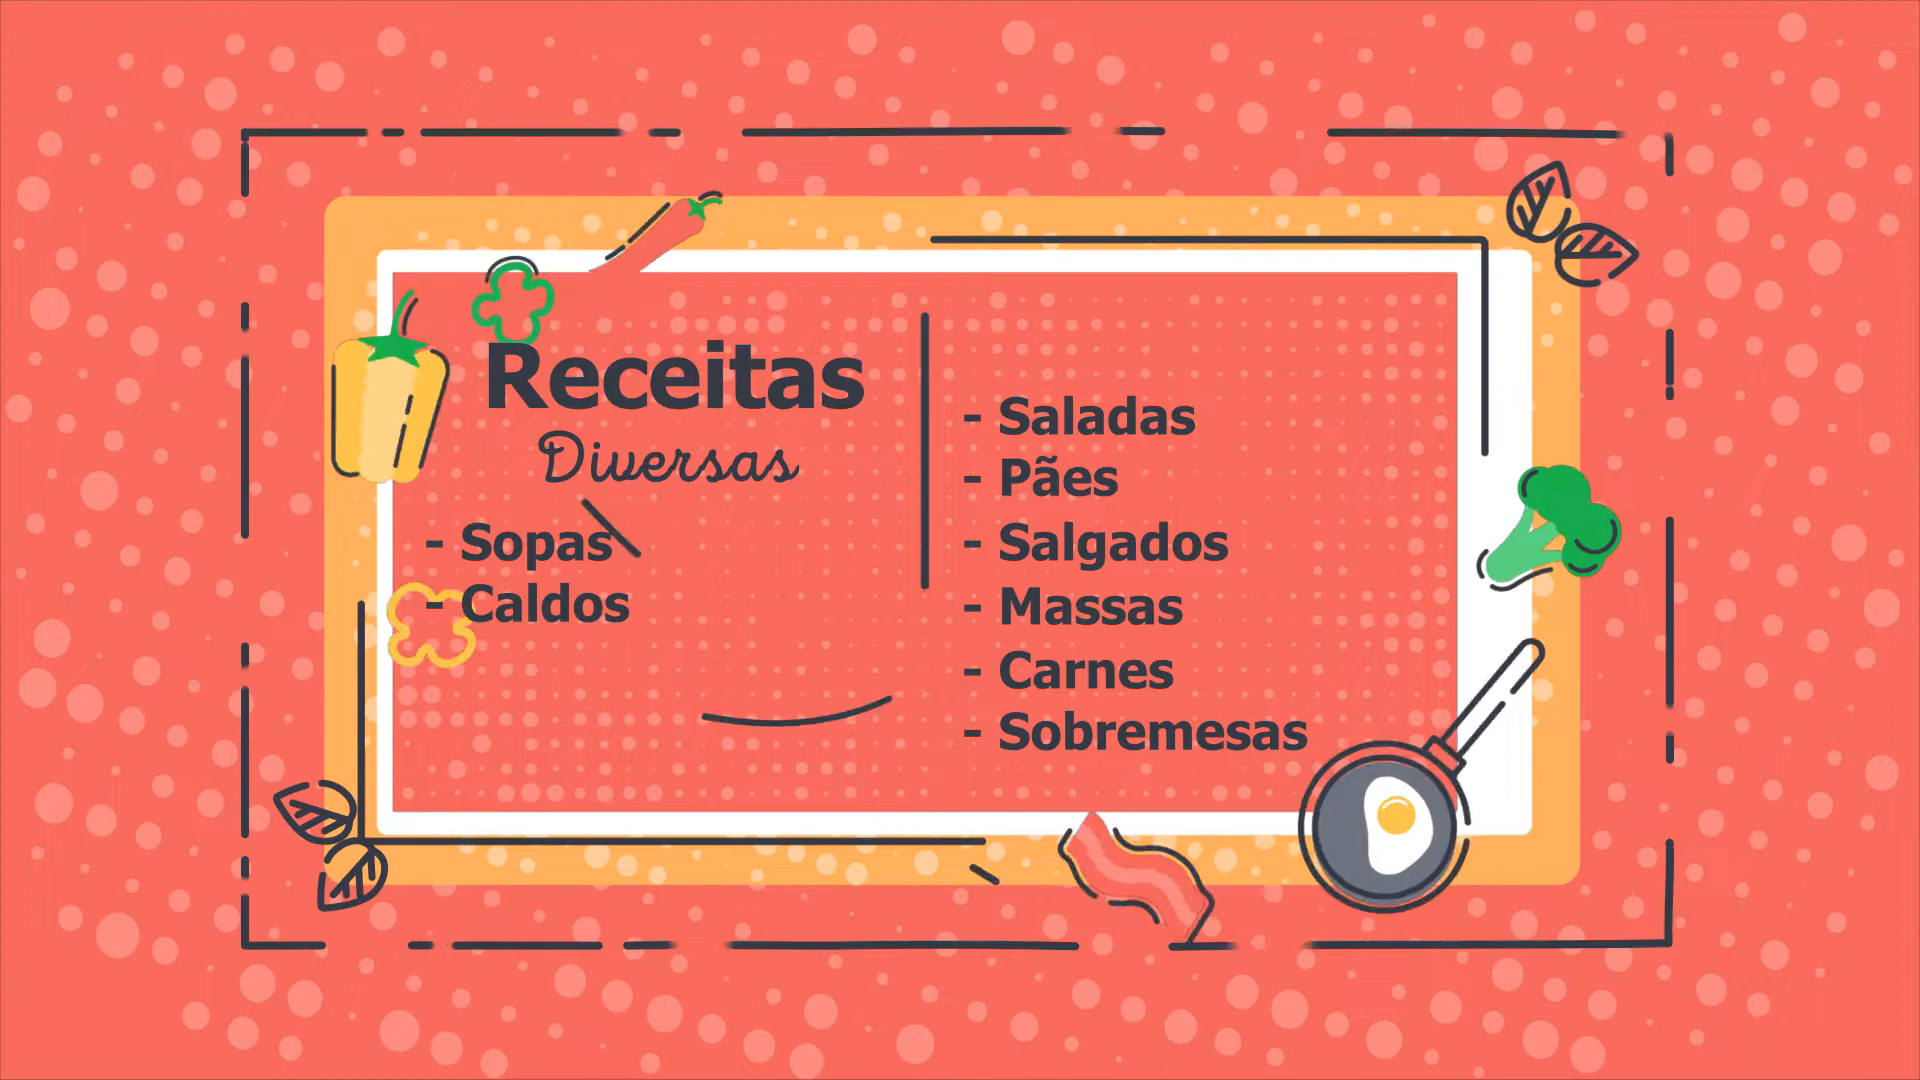 Receitas
Diversas
- Sopas
- Caldos
- Saladas
- Pães
- Salgados
- Massas
- Carnes
- Sobremesas